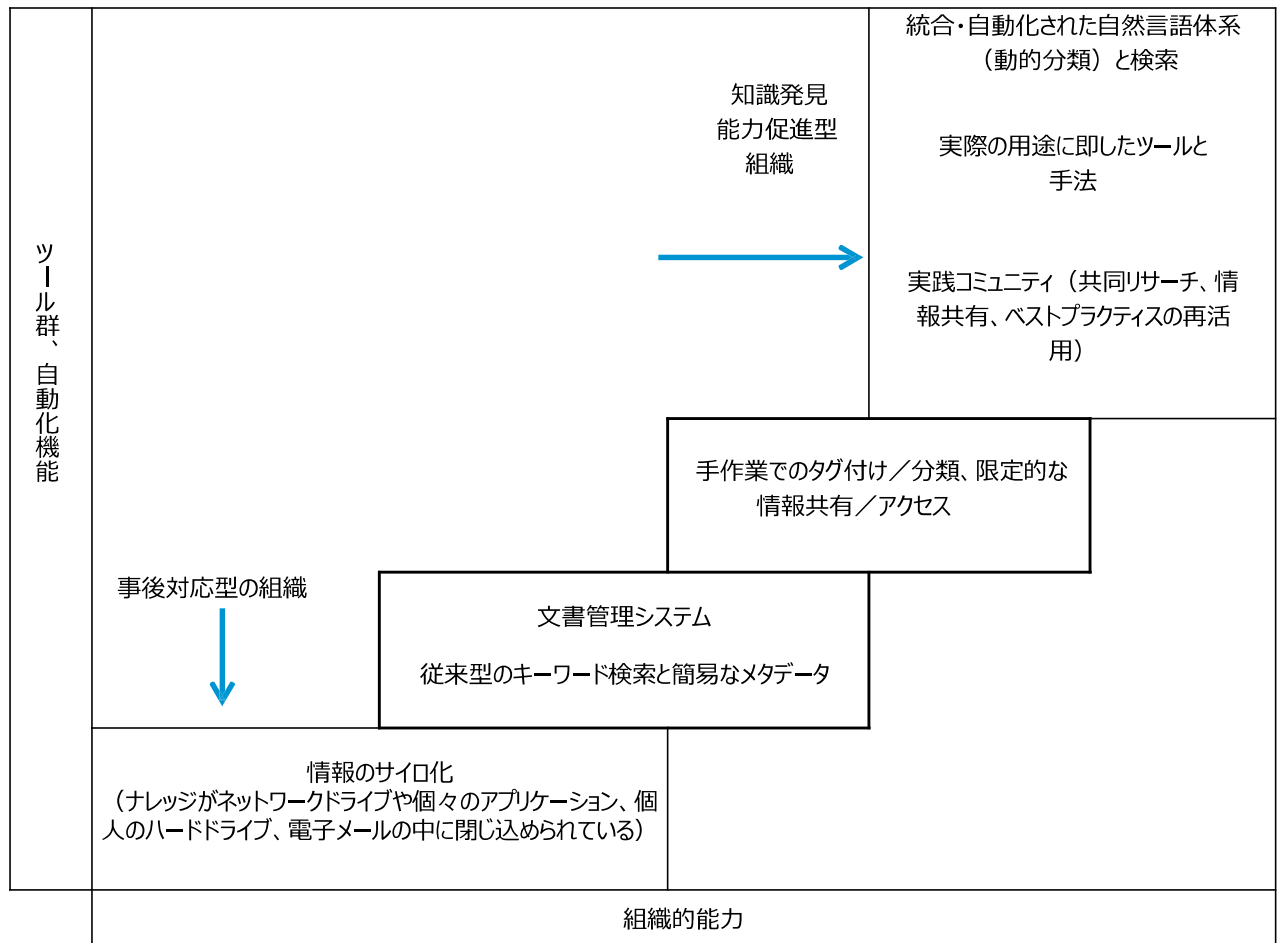 統合・自動化された自然言語体系
（動的分類）と検索
知識発見
能力促進型
組織
実際の用途に即したツールと
手法
実践コミュニティ（共同リサーチ、情
報共有、ベストプラクティスの再活
用）
ツール群、自動化機能
手作業でのタグ付け／分類、限定的な
情報共有／アクセス
事後対応型の組織
文書管理システム
従来型のキーワード検索と簡易なメタデータ
情報のサイロ化
（ナレッジがネットワークドライブや個々のアプリケーション、個
人のハードドライブ、電子メールの中に閉じ込められている）
組織的能力